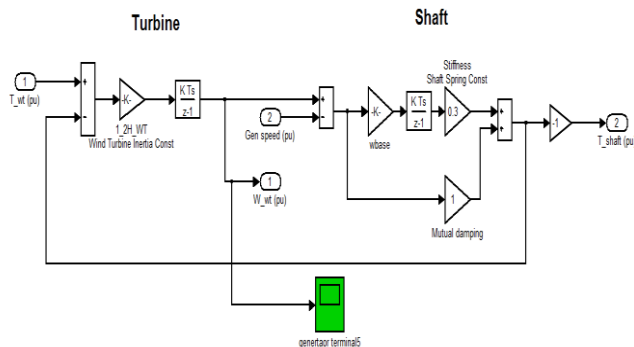 Turbine
Shaft
Stiffness
Shaft Spring Const
1
T_wt (pu)
+
-
-K-
1_2H_WT
Wind Turbine Inertia Const
K Ts
z-1
2
Gen speed (pu)
+
-
-K-
wbase
K Ts
z-1
0.3
+
+
-1
2
T_shaft (pu
1
W_wt (pu)
1
Mutual damping
genertaor terminal5